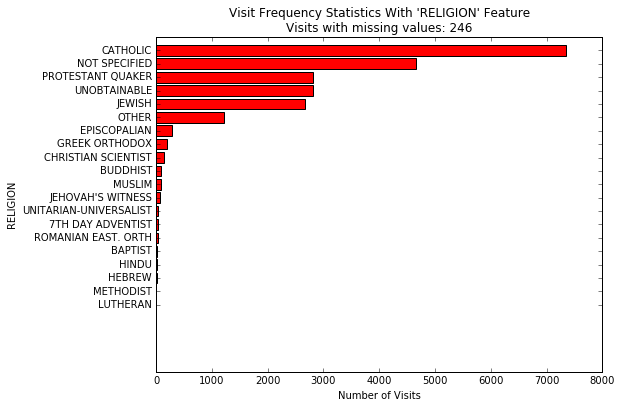 Visit Frequency Statistics With 'RELIGION' Feature
Visits with missing values: 246
RELIGION
CATHOLIC
NOT SPECIFIED
PROTESTANT QUAKER
UNOBTAINABLE
JEWISH
OTHER
EPISCOPALIAN
GREEK ORTHODOX
CHRISTIAN SCIENTIST
BUDDHIST
MUSLIM
JEHOVAH'S WITNESS
UNITARIAN-UNIVERSALIST
7TH DAY ADVENTIST
ROMANIAN EAST. ORTH
BAPTIST
HINDU
HEBREW
METHODIST
LUTHERAN
0 1000 2000 3000 4000 5000 6000 7000 8000
Number of Visits